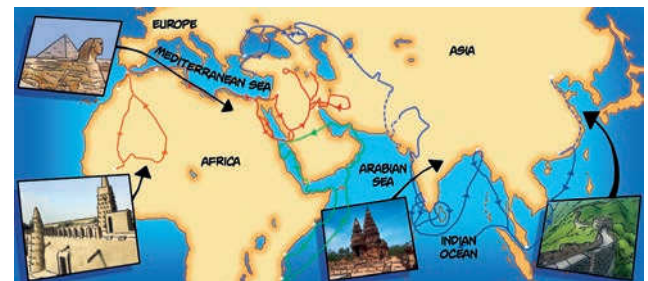 EUROPE
ASIA
MEDITERRANEAN SEA
AFRICA
ARABIAN
SEA
INDIAN
OCEAN